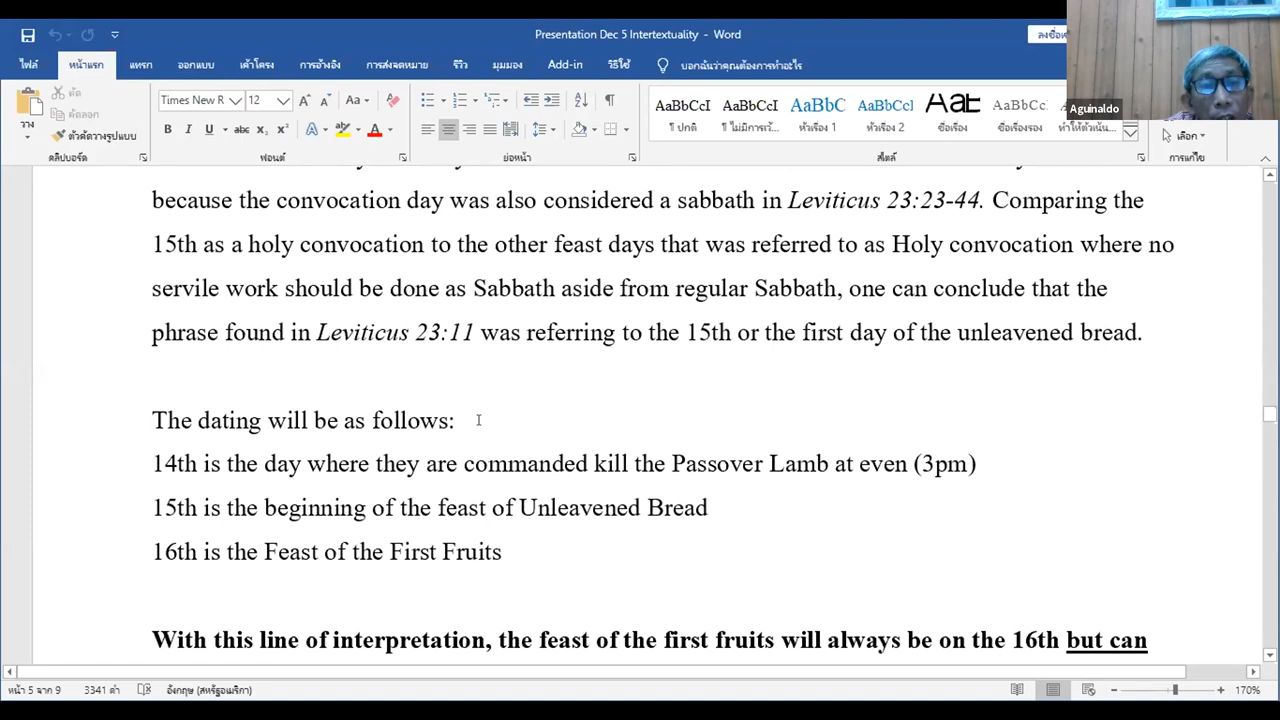 Presentation Dec 5 Intertextuality - Word
ไฟล์ หน้าแรก แทรก ออกแบบ เค้าโครง การอ้างอิง การส่งจดหมาย รีวิว มุมมอง Add-in วิธีใช้ บอกฉันว่าคุณต้องการทำอะไร
Aguinaldo
วาง
ตัด
คัดลอก
ตัวคัดวางรูปแบบ
Times New R 12
AaBbCcI AaBbCcI AaBbC AaBbCcI AaBbCcI
¶ ปกติ ¶ ไม่มีการเว้... หัวเรื่อง 1 หัวเรื่อง 2 ชื่อเรื่อง ชื่อเรื่องรอง ทำให้ตัวเน้น...
เลือก
คลิปบอร์ด ฟอนต์ ย่อหน้า สไตล์ การแก้ไข
because the convocation day was also considered a sabbath in Leviticus 23:23-44. Comparing the
15th as a holy convocation to the other feast days that was referred to as Holy convocation where no
servile work should be done as Sabbath aside from regular Sabbath, one can conclude that the
phrase found in Leviticus 23:11 was referring to the 15th or the first day of the unleavened bread.
The dating will be as follows:
14th is the day where they are commanded kill the Passover Lamb at even (3pm)
15th is the beginning of the feast of Unleavened Bread
16th is the Feast of the First Fruits
With this line of interpretation, the feast of the first fruits will always be on the 16th but can
หน้า 5 จาก 9 3341 คำ อังกฤษ (สหรัฐอเมริกา) 170%